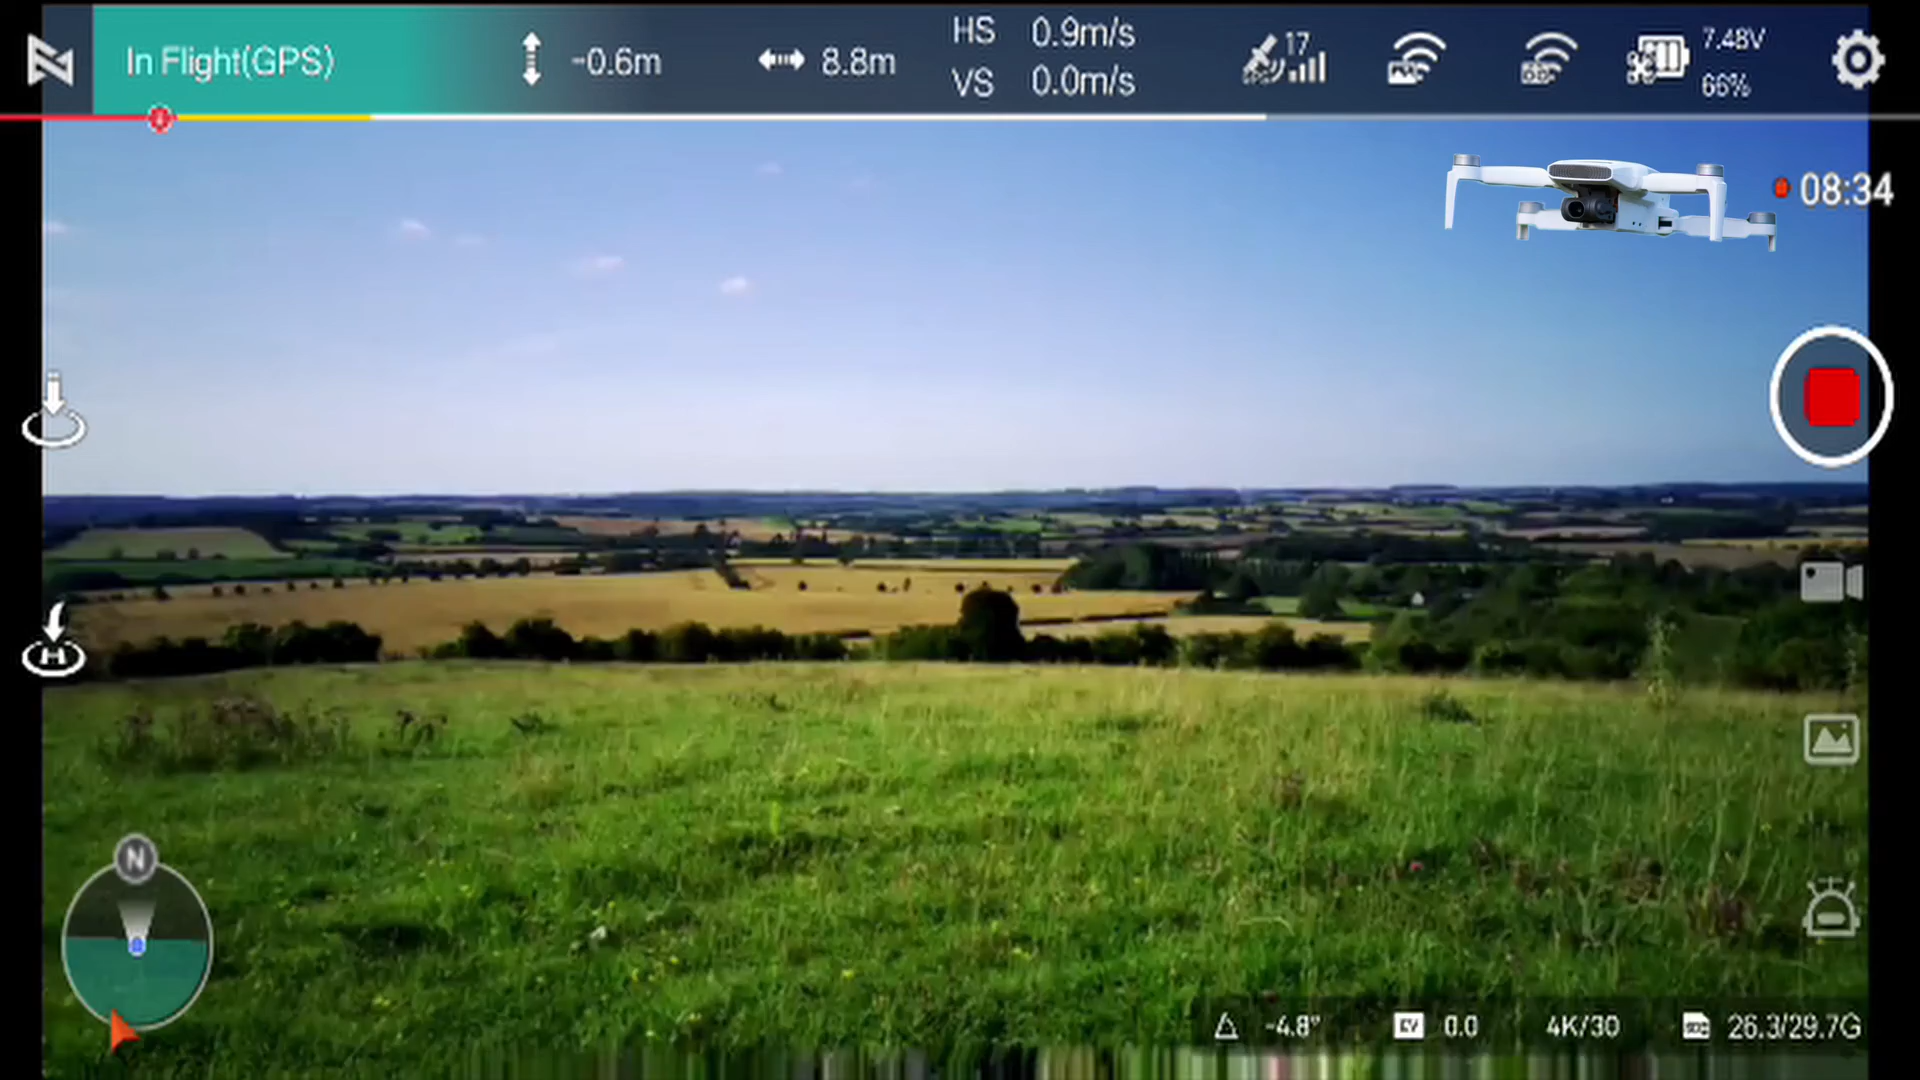 In Flight(GPS)
-0.6m
8.8m
HS 0.9m/s
VS 0.0m/s
17
7.48V
66%
08:34
H
N
-4.8°
EV 0.0
4K/30
26.3/29.7G